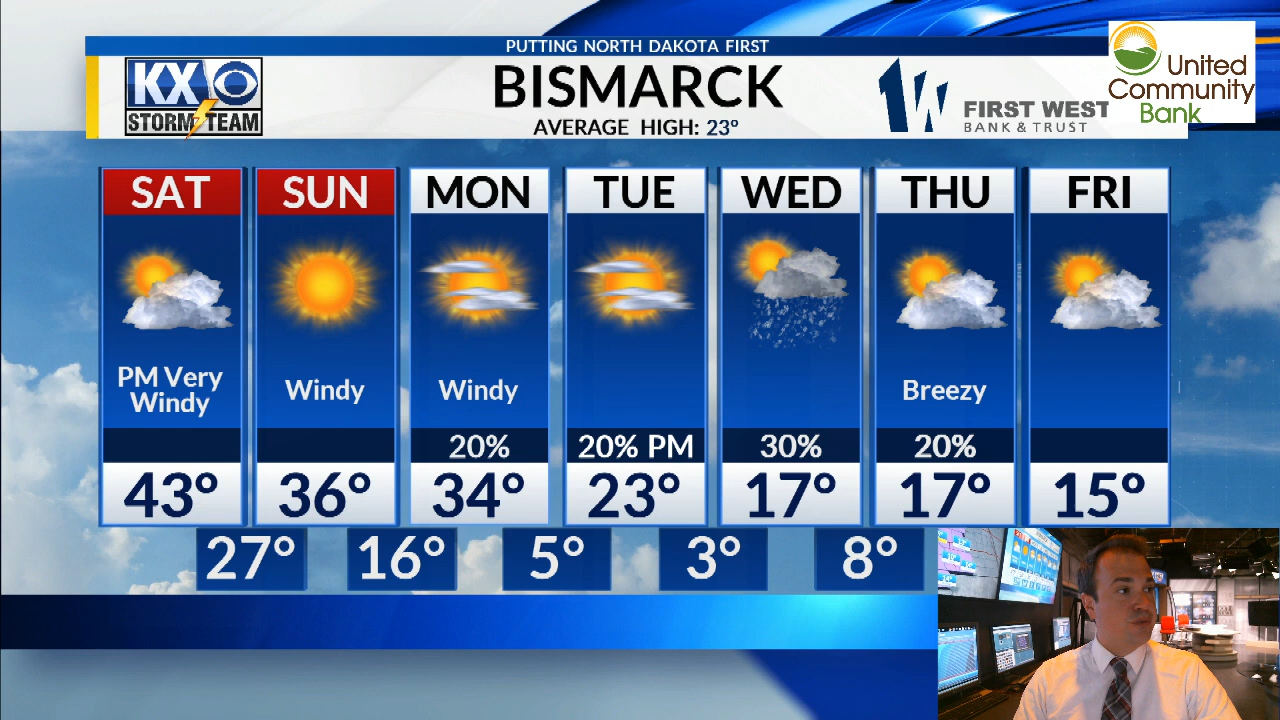 PUTTING NORTH DAKOTA FIRST
KX
STORM TEAM
BISMARCK
AVERAGE HIGH: 23°
FIRST WEST
BANK & TRUST
United
Community
Bank
SAT SUN MON TUE WED THU FRI
PM Very
Windy
Windy
Windy
Breezy
20% 20% PM 30% 20%
43° 36° 34° 23° 17° 17° 15°
27° 16° 5° 3° 8°